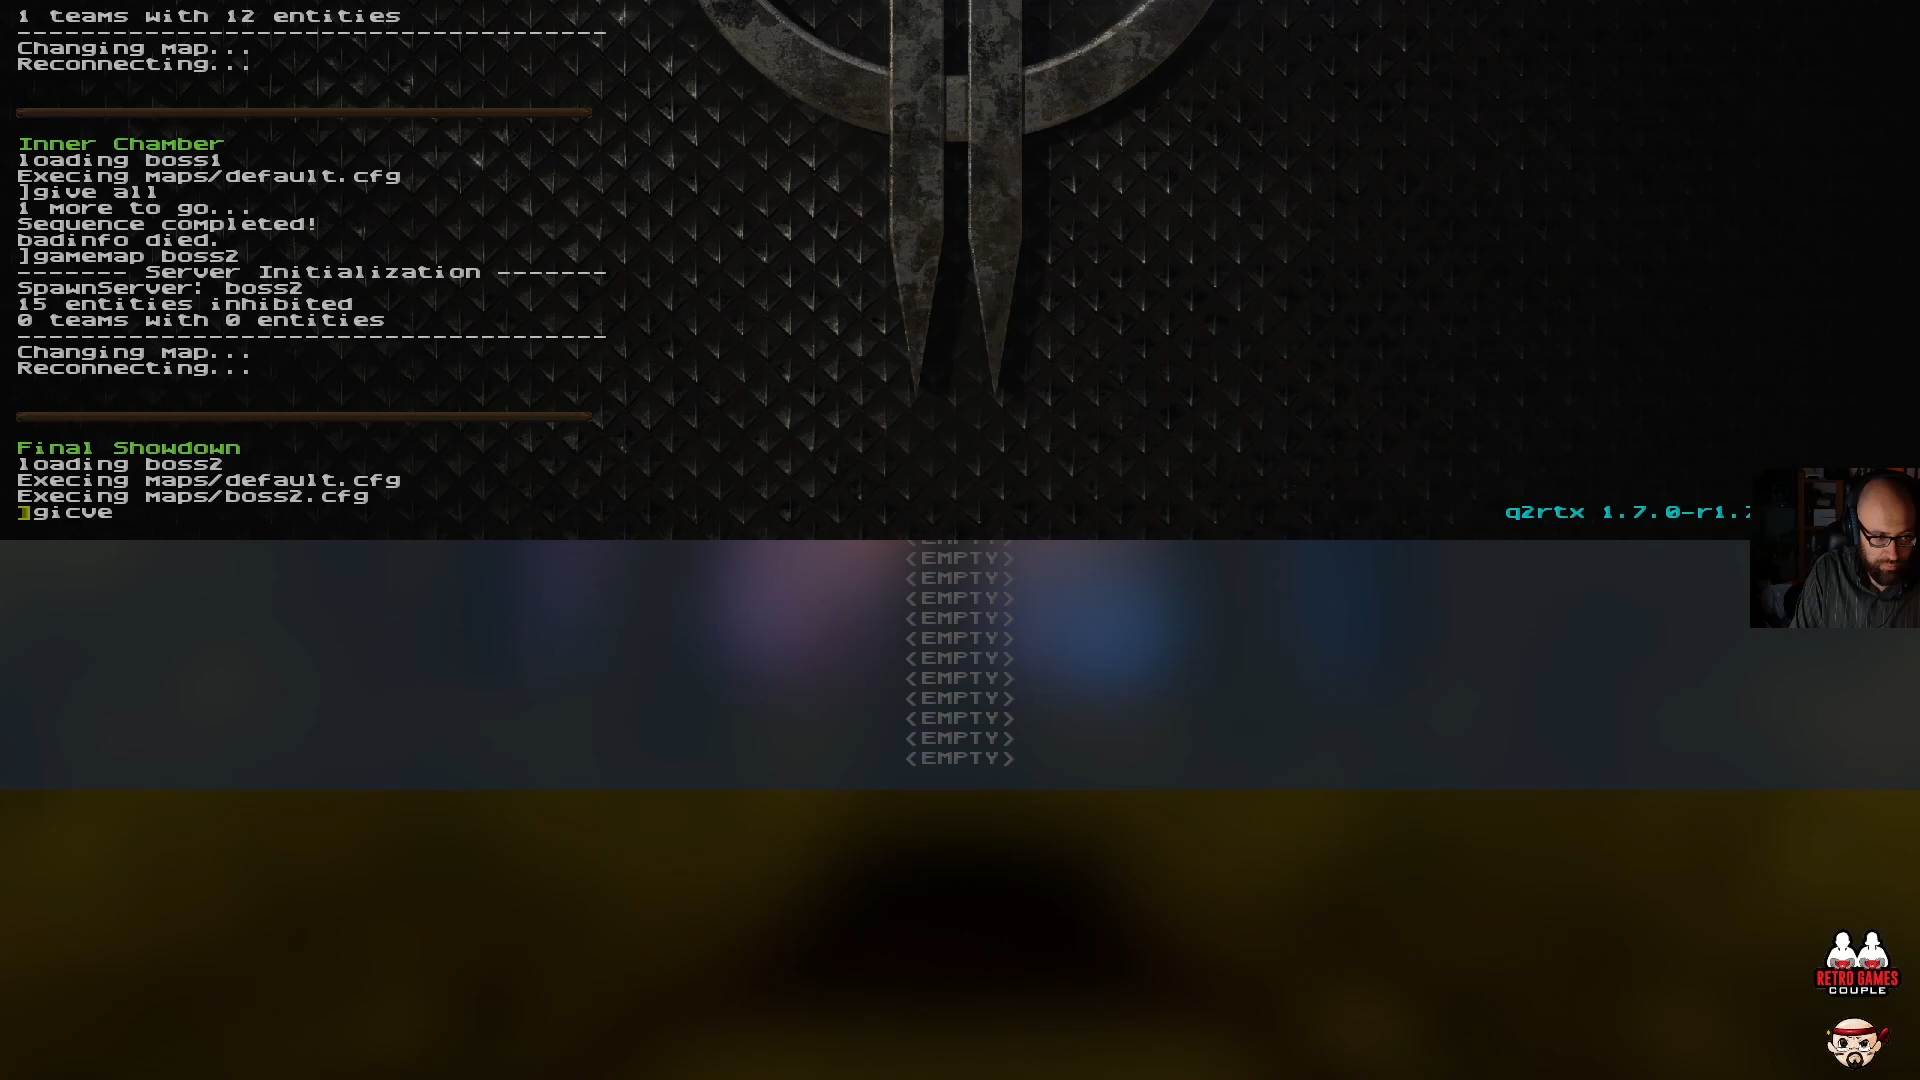 1 teams with 12 entities
-------------------------------------
Changing map...
Reconnecting...
Inner Chamber
loading boss1
Execing maps/default.cfg
]give all
1 more to go...
Sequence completed!
badinfo died.
]gamemap boss2
------- Server Initialization -------
SpawnServer: boss2
15 entities inhibited
0 teams with 0 entities
-------------------------------------
Changing map...
Reconnecting...
Final Showdown
loading boss2
Execing maps/default.cfg
Execing maps/boss2.cfg
]gicve
q2rtx 1.7.0-r1.7
<EMPTY>
<EMPTY>
<EMPTY>
<EMPTY>
<EMPTY>
<EMPTY>
<EMPTY>
<EMPTY>
<EMPTY>
<EMPTY>
<EMPTY>
<EMPTY>
RETRO GAMES
COUPLE